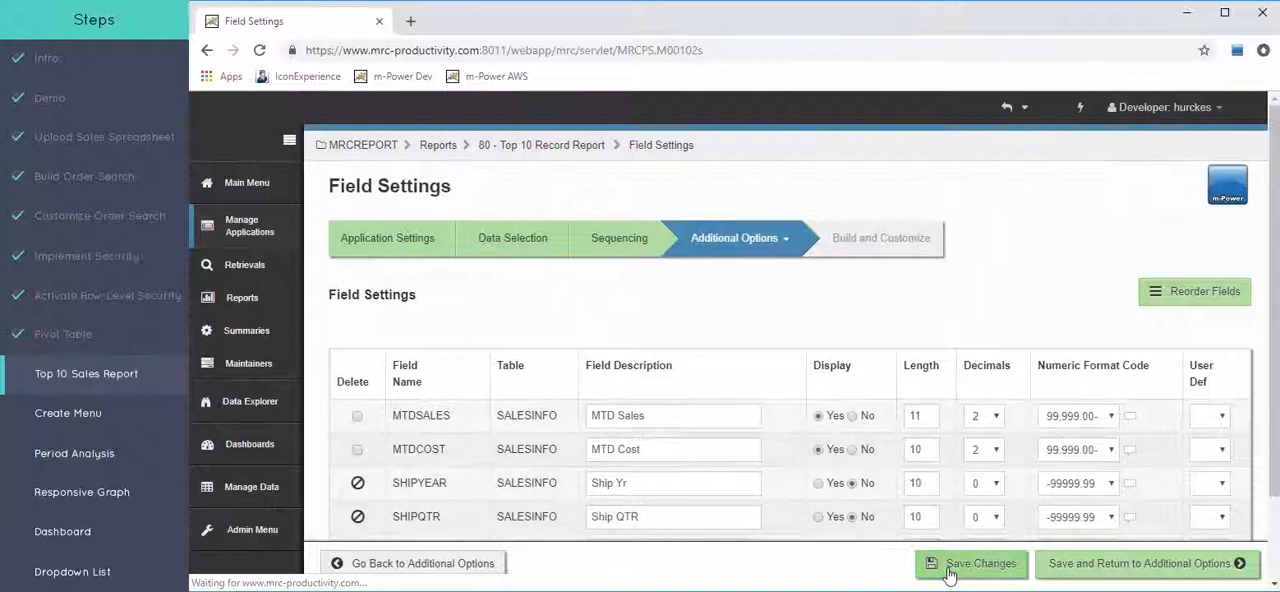 Steps
Intro
Demo
Upload Sales Spreadsheet
Build Order Search
Customize Order Search
Implement Security
Activate Row-Level Security
Pivot Table
Top 10 Sales Report
Create Menu
Period Analysis
Responsive Graph
Dashboard
Dropdown List
Field Settings
https://www.mrc-productivity.com:8011/webapp/mrc/servlet/MRCPS.M00102s
Apps IconExperience m-Power Dev m-Power AWS
Developer: hurckes
MRCREPORT > Reports > 80 - Top 10 Record Report > Field Settings
Main Menu
Manage Applications
Retrievals
Reports
Summaries
Maintainers
Data Explorer
Dashboards
Manage Data
Admin Menu
Field Settings
m-Power
Application Settings Data Selection Sequencing Additional Options Build and Customize
Field Settings
Reorder Fields
Delete Field Name Table Field Description Display Length Decimals Numeric Format Code User Def
MTDSALES SALESINFO MTD Sales Yes No 11 2 99,999.00-
MTDCOST SALESINFO MTD Cost Yes No 10 2 99,999.00-
SHIPYEAR SALESINFO Ship Yr Yes No 10 0 -99999.99
SHIPQTR SALESINFO Ship QTR Yes No 10 0 -99999.99
Go Back to Additional Options Save Changes Save and Return to Additional Options
Waiting for www.mrc-productivity.com...